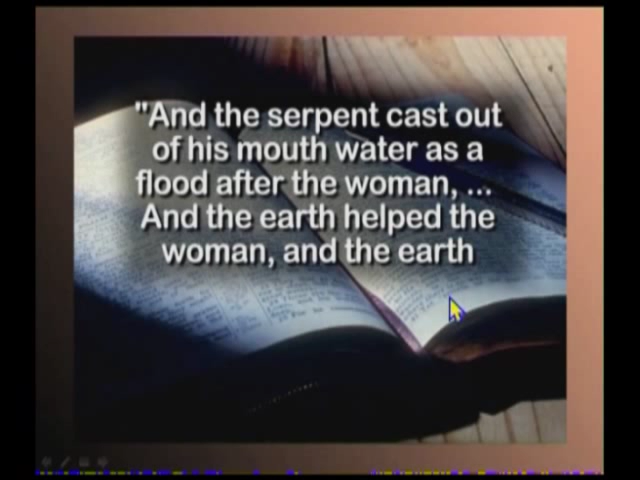 "And the serpent cast out
of his mouth water as a
flood after the woman, ...
And the earth helped the
woman, and the earth